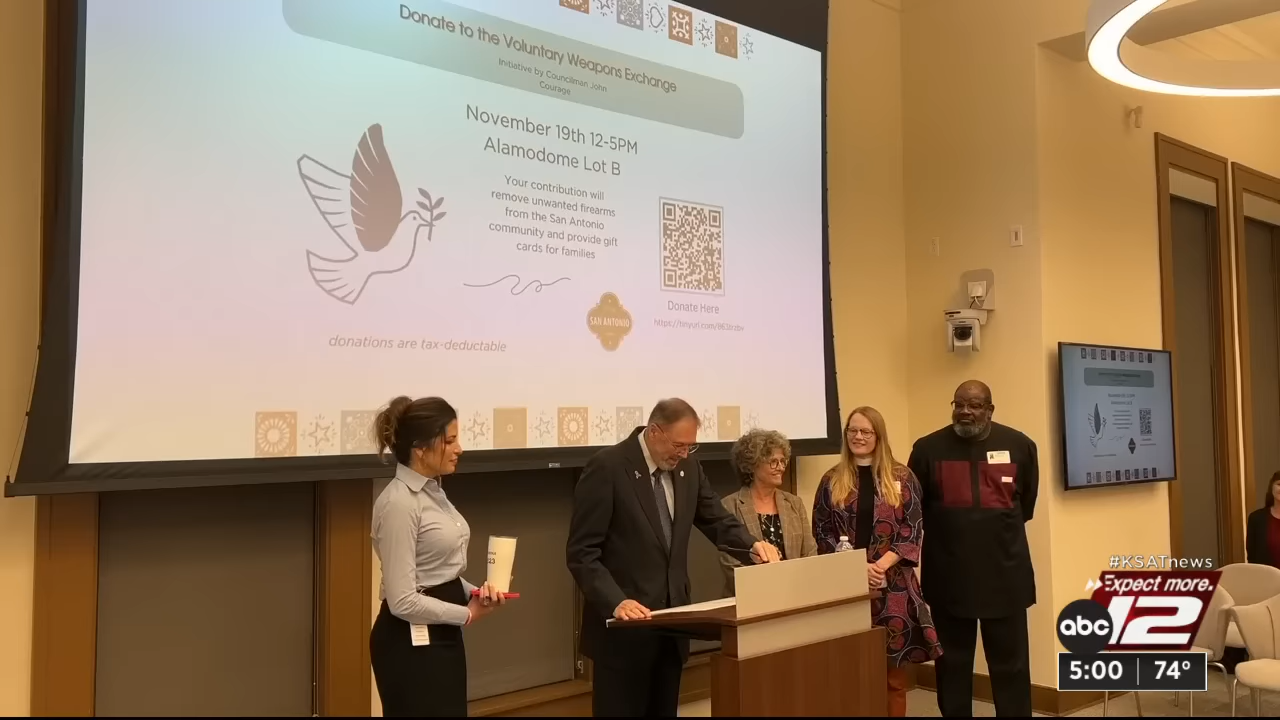 Donate to the Voluntary Weapons Exchange
Initiative by Councilman John
Courage
November 19th 12-5PM
Alamodome Lot B
Your contribution will
remove unwanted firearms
from the San Antonio
community and provide gift
cards for families
Donate Here
SAN ANTONIO
donations are tax-deductable
#KSATnews
Expect more.
abc 12
5:00 74°